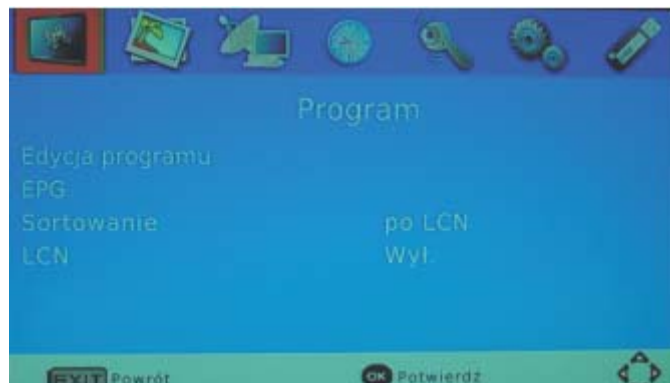 Program
Edycja programu
EPG
Sortowanie po LCN
LCN Wył.
EXIT Powrót OK Potwierdź